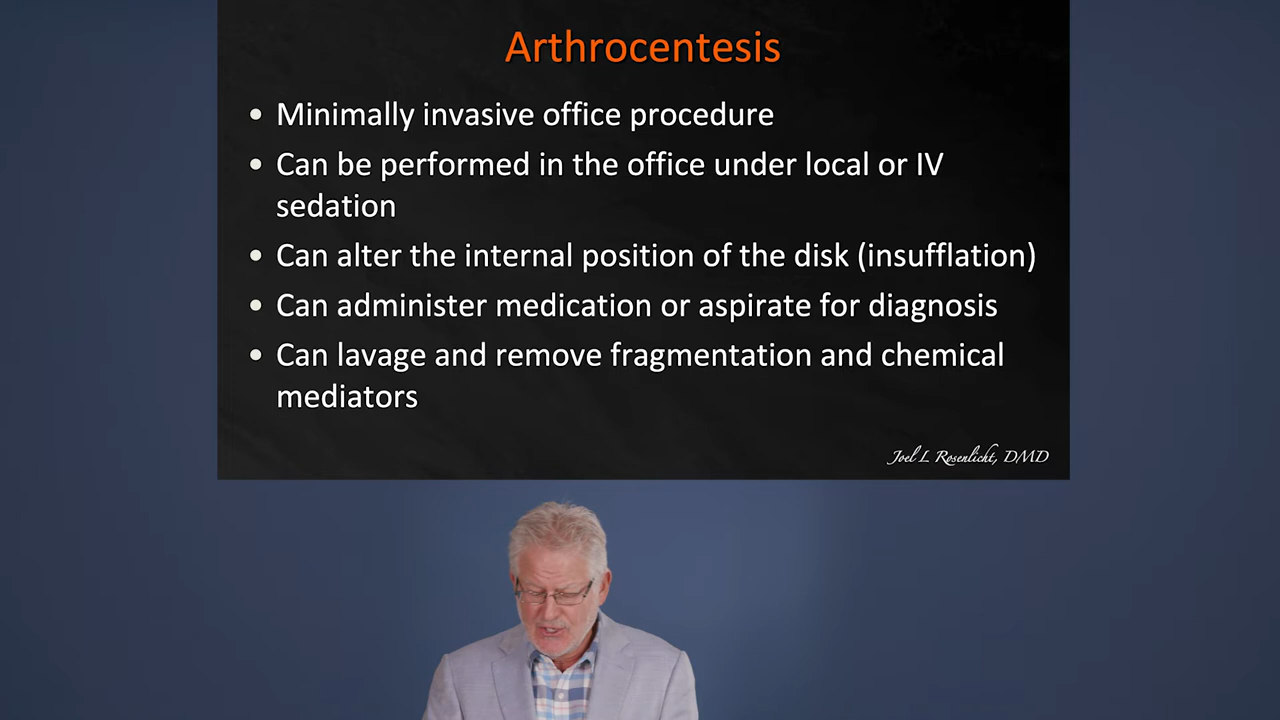 Arthrocentesis
• Minimally invasive office procedure
• Can be performed in the office under local or IV
sedation
• Can alter the internal position of the disk (insufflation)
• Can administer medication or aspirate for diagnosis
• Can lavage and remove fragmentation and chemical
mediators
Joel L Rosenlicht, DMD